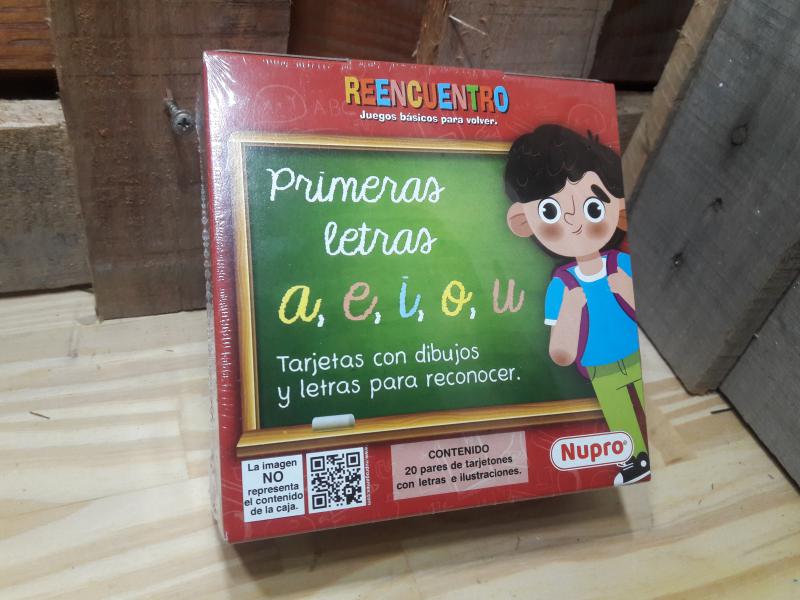 REENCUENTRO
Juegos básicos para volver.
Primeras
letras
a, e, i, o, u
Tarjetas con dibujos
y letras para reconocer.
La imagen
NO
representa
el contenido
de la caja.
CONTENIDO
20 pares de tarjetones
con letras e ilustraciones.
Nupro®